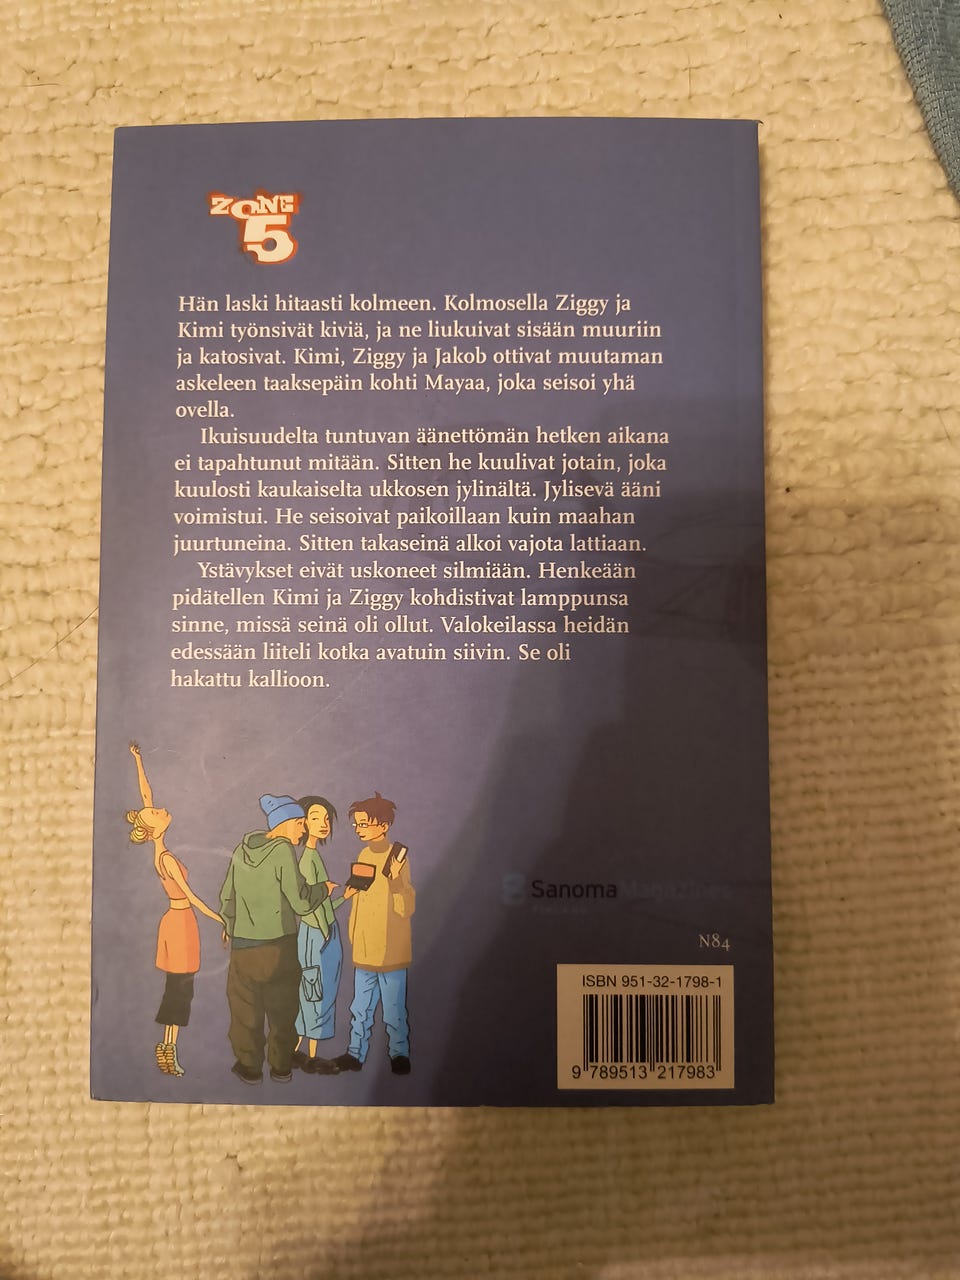 ZONE
5
Hän laski hitaasti kolmeen. Kolmosella Ziggy ja
Kimi työnsivät kiviä, ja ne liukuivat sisään muuriin
ja katosivat. Kimi, Ziggy ja Jakob ottivat muutaman
askeleen taaksepäin kohti Mayaa, joka seisoi yhä
ovella.
Ikuisuudelta tuntuvan äänettömän hetken aikana
ei tapahtunut mitään. Sitten he kuulivat jotain, joka
kuulosti kaukaiselta ukkosen jylinältä. Jylisevä ääni
voimistui. He seisoivat paikoillaan kuin maahan
juurtuneina. Sitten takaseinä alkoi vajota lattiaan.
Ystävykset eivät uskoneet silmiään. Henkeään
pidätellen Kimi ja Ziggy kohdistivat lamppunsa
sinne, missä seinä oli ollut. Valokeilassa heidän
edessään liiteli kotka avatuin siivin. Se oli
hakattu kallioon.
Sanoma Magazines
FINLAND
N84
ISBN 951-32-1798-1
9 789513 217983